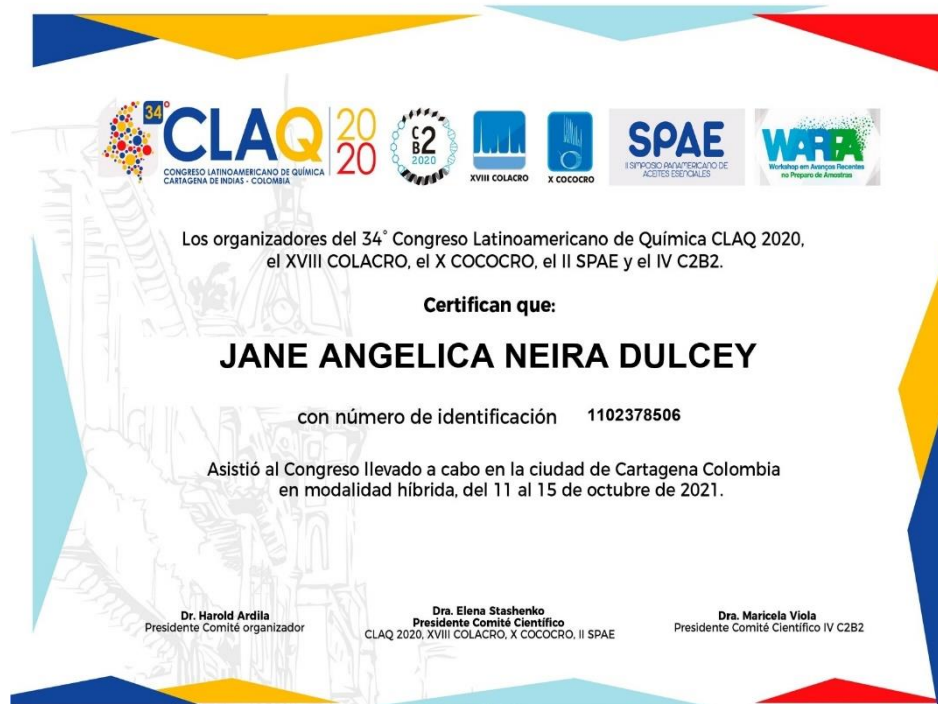 34°
CLAQ
20
20
CONGRESO LATINOAMERICANO DE QUÍMICA
CARTAGENA DE INDIAS - COLOMBIA
C2
B2
2020
XVIII COLACRO
X COCOCRO
SPAE
II SIMPOSIO PANAMERICANO DE
ACEITES ESENCIALES
WARPA
Workshop em Avanços Recentes
no Preparo de Amostras
Los organizadores del 34° Congreso Latinoamericano de Química CLAQ 2020,
el XVIII COLACRO, el X COCOCRO, el II SPAE y el IV C2B2.
Certifican que:
JANE ANGELICA NEIRA DULCEY
con número de identificación 1102378506
Asistió al Congreso llevado a cabo en la ciudad de Cartagena Colombia
en modalidad híbrida, del 11 al 15 de octubre de 2021.
Dr. Harold Ardila
Presidente Comité organizador
Dra. Elena Stashenko
Presidente Comité Científico
CLAQ 2020, XVIII COLACRO, X COCOCRO, II SPAE
Dra. Maricela Viola
Presidente Comité Científico IV C2B2